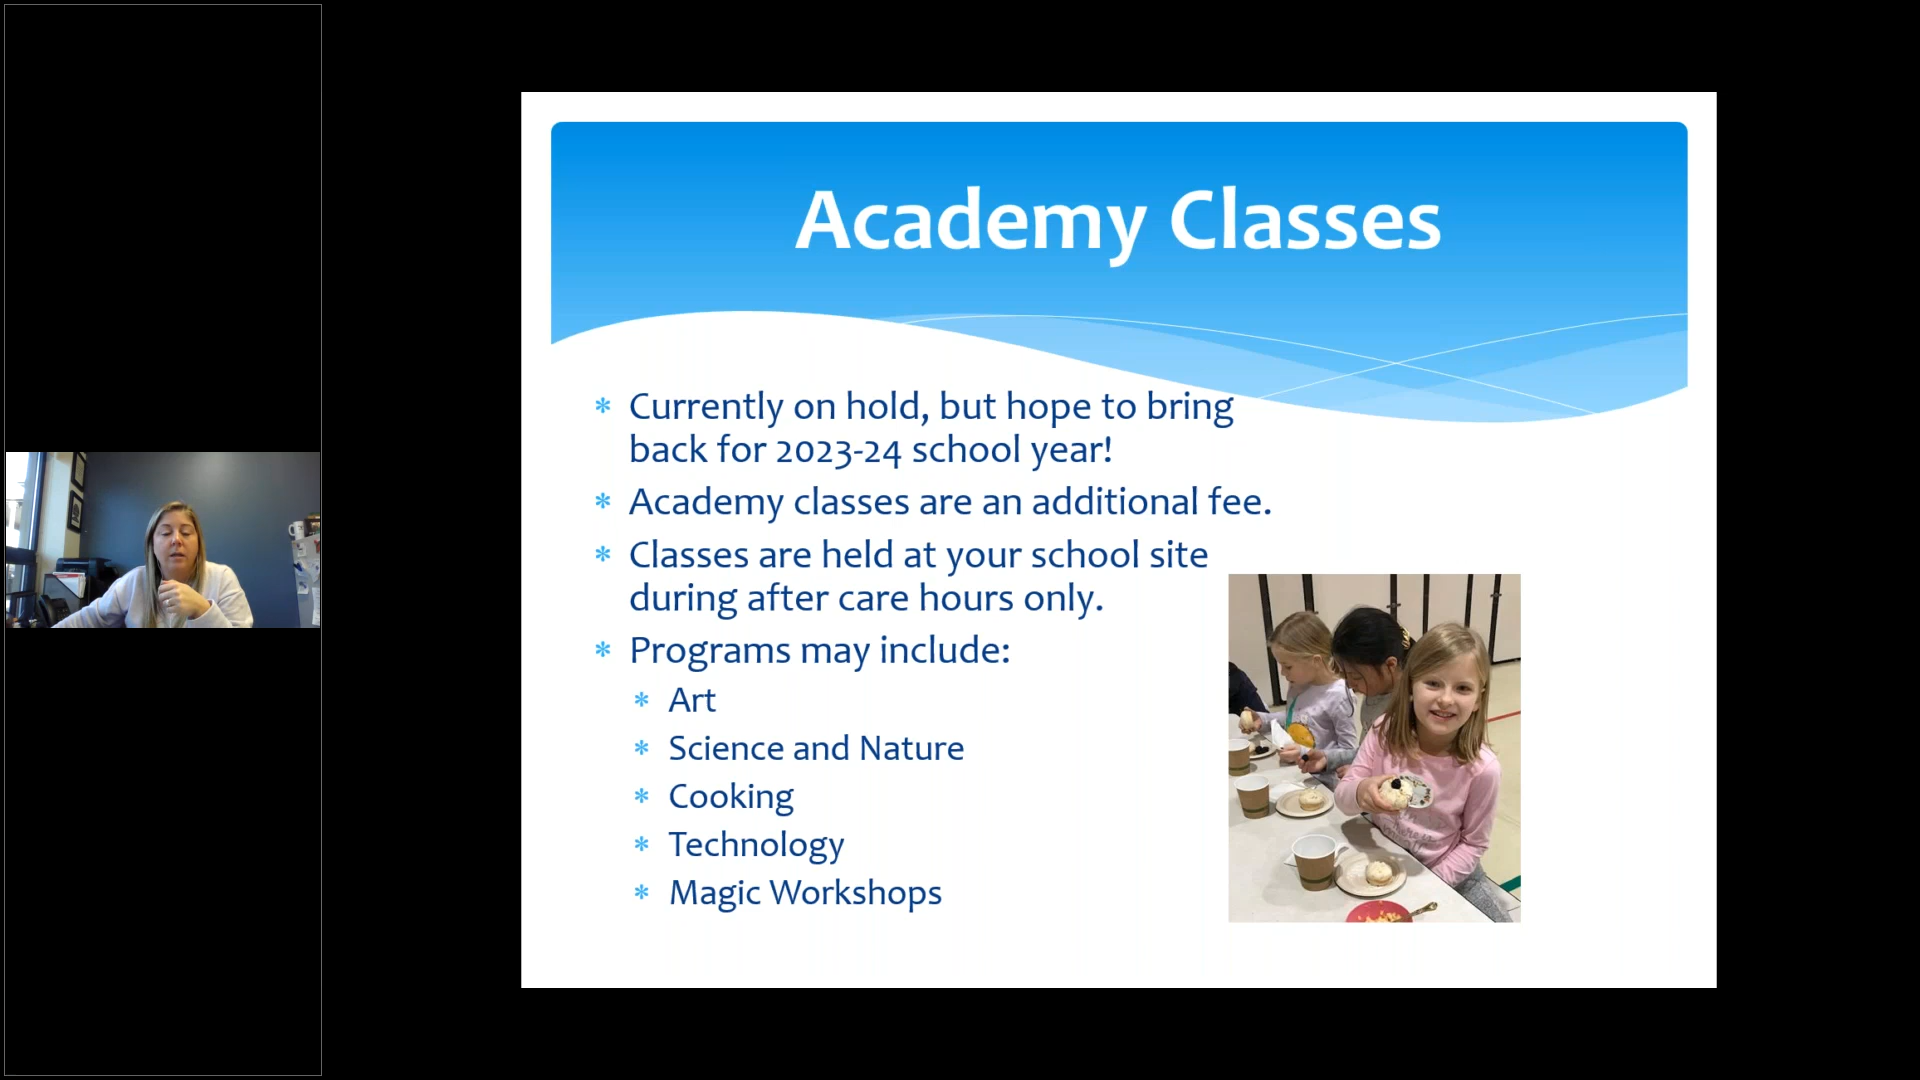 Academy Classes
* Currently on hold, but hope to bring
back for 2023-24 school year!
* Academy classes are an additional fee.
* Classes are held at your school site
during after care hours only.
* Programs may include:
* Art
* Science and Nature
* Cooking
* Technology
* Magic Workshops